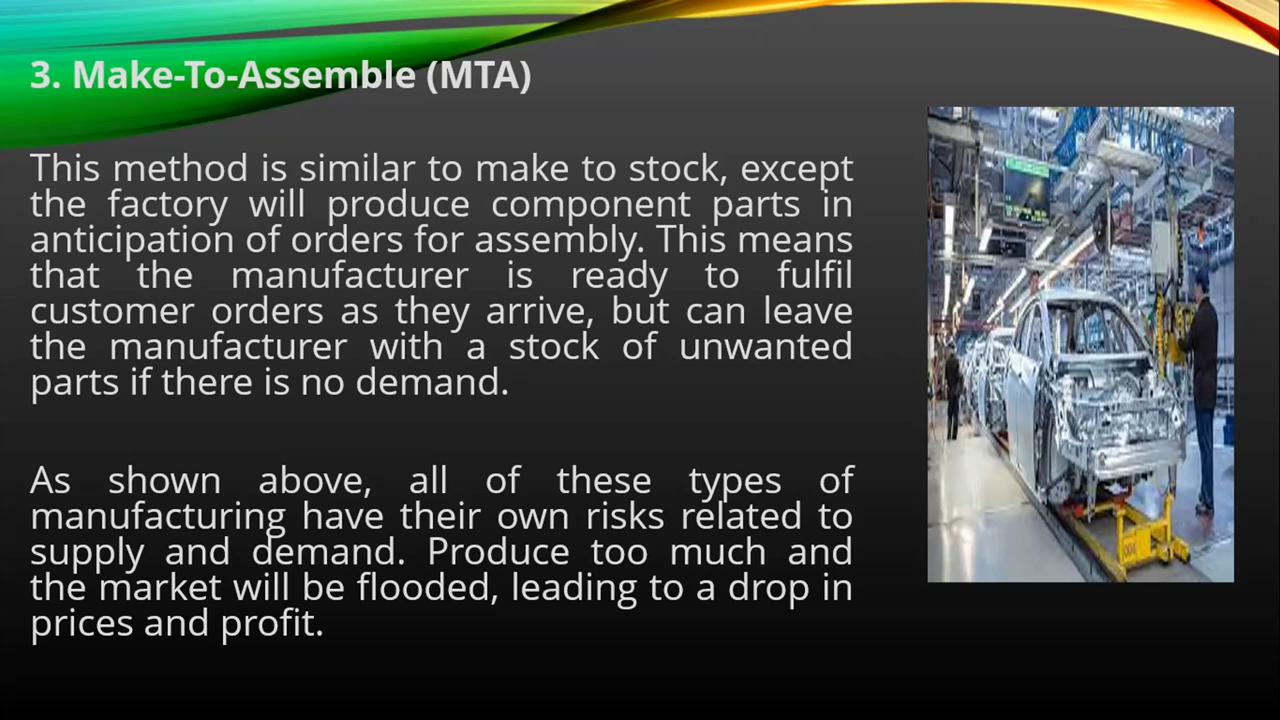 3. Make-To-Assemble (MTA)
This method is similar to make to stock, except
the factory will produce component parts in
anticipation of orders for assembly. This means
that the manufacturer is ready to fulfil
customer orders as they arrive, but can leave
the manufacturer with a stock of unwanted
parts if there is no demand.
As shown above, all of these types of
manufacturing have their own risks related to
supply and demand. Produce too much and
the market will be flooded, leading to a drop in
prices and profit.